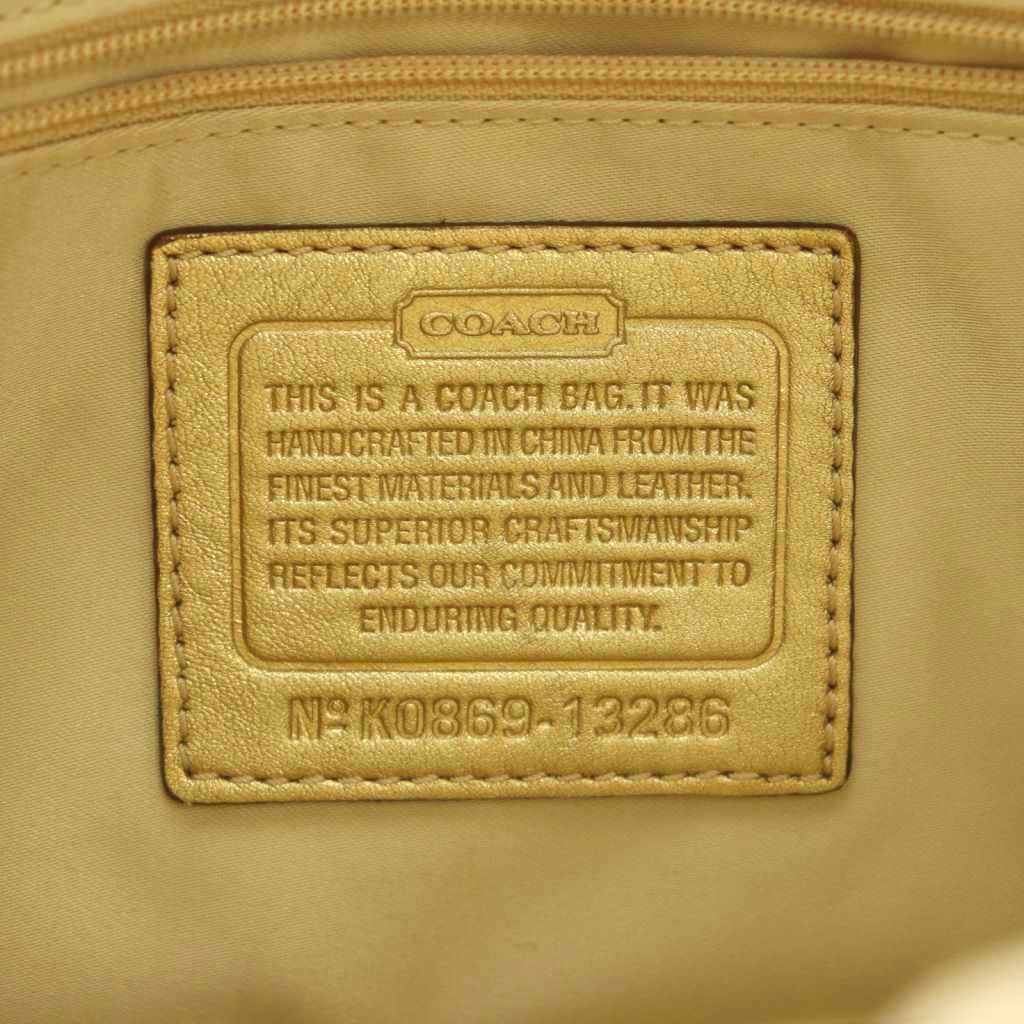 COACH
THIS IS A COACH BAG. IT WAS
HANDCRAFTED IN CHINA FROM THE
FINEST MATERIALS AND LEATHER.
ITS SUPERIOR CRAFTSMANSHIP
REFLECTS OUR COMMITMENT TO
ENDURING QUALITY.
Nº K0869-13286